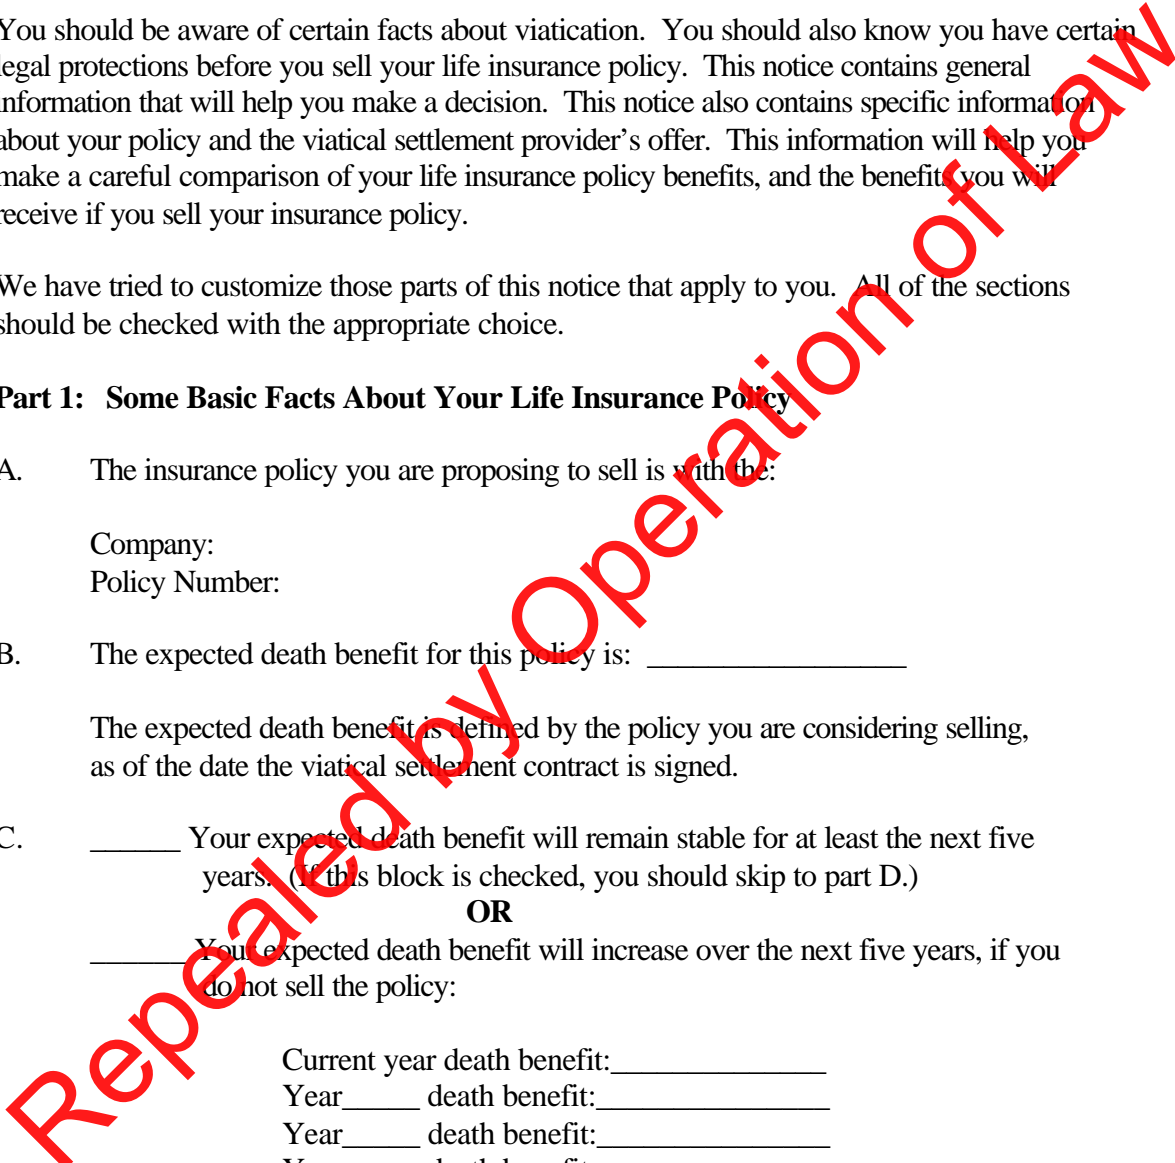 You should be aware of certain facts about viatication.  You should also know you have certain
legal protections before you sell your life insurance policy.  This notice contains general
information that will help you make a decision.  This notice also contains specific information
about your policy and the viatical settlement provider’s offer.  This information will help you
make a careful comparison of your life insurance policy benefits, and the benefits you will
receive if you sell your insurance policy.
We have tried to customize those parts of this notice that apply to you.  All of the sections
should be checked with the appropriate choice.
Part 1:   Some Basic Facts About Your Life Insurance Policy
A. The insurance policy you are proposing to sell is with the:
Company:
Policy Number:
B. The expected death benefit for this policy is:  _________________
The expected death benefit is defined by the policy you are considering selling,
as of the date the viatical settlement contract is signed.
C. ______ Your expected death benefit will remain stable for at least the next five
years.  (If this block is checked, you should skip to part D.)
OR
______ Your expected death benefit will increase over the next five years, if you
do not sell the policy:
Current year death benefit:______________
Year_____ death benefit:_______________
Year_____ death benefit:_______________
Repealed by Operation of Law